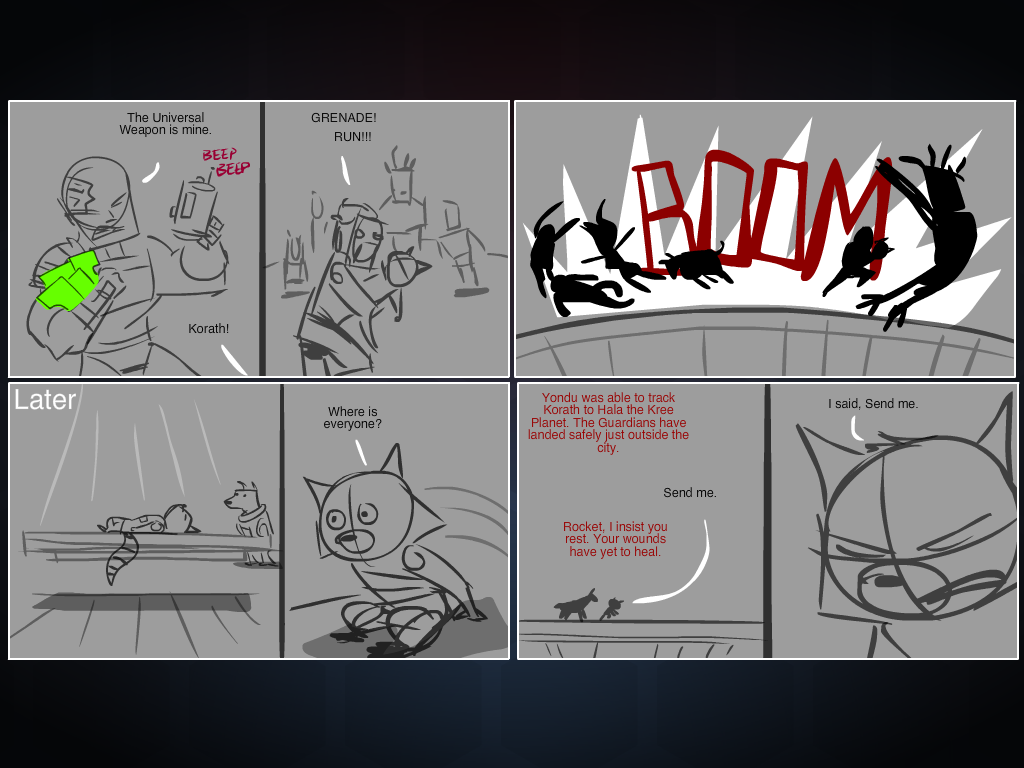 The Universal
Weapon is mine.
BEEP
BEEP
Korath!
GRENADE!
RUN!!!
BOOM
Later
Where is
everyone?
Yondu was able to track
Korath to Hala the Kree
Planet. The Guardians have
landed safely just outside the
city.
Send me.
Rocket, I insist you
rest. Your wounds
have yet to heal.
I said, Send me.